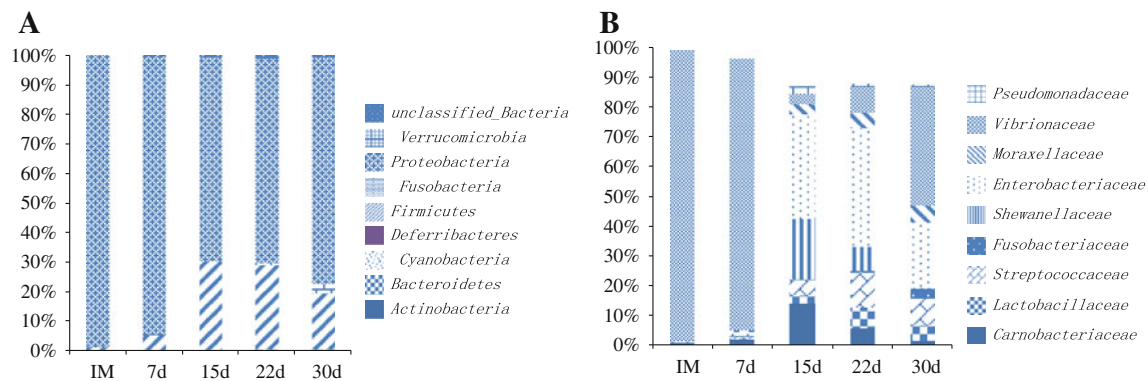 A
100%
90%
80%
70%
60%
50%
40%
30%
20%
10%
0%
IM 7d 15d 22d 30d
unclassified_Bacteria
Verrucomicrobia
Proteobacteria
Fusobacteria
Firmicutes
Deferribacteres
Cyanobacteria
Bacteroidetes
Actinobacteria
B
100%
90%
80%
70%
60%
50%
40%
30%
20%
10%
0%
IM 7d 15d 22d 30d
Pseudomonadaceae
Vibrionaceae
Moraxellaceae
Enterobacteriaceae
Shewanellaceae
Fusobacteriaceae
Streptococcaceae
Lactobacillaceae
Carnobacteriaceae